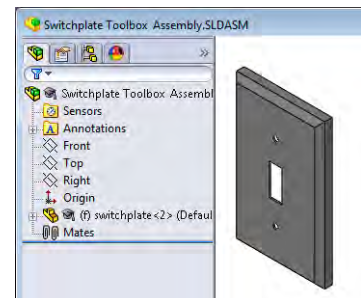 Switchplate Toolbox Assembly.SLDASM
»
Switchplate Toolbox Assembl
Sensors
A Annotations
Front
Top
Right
Origin
(f) switchplate<2> (Defaul
Mates